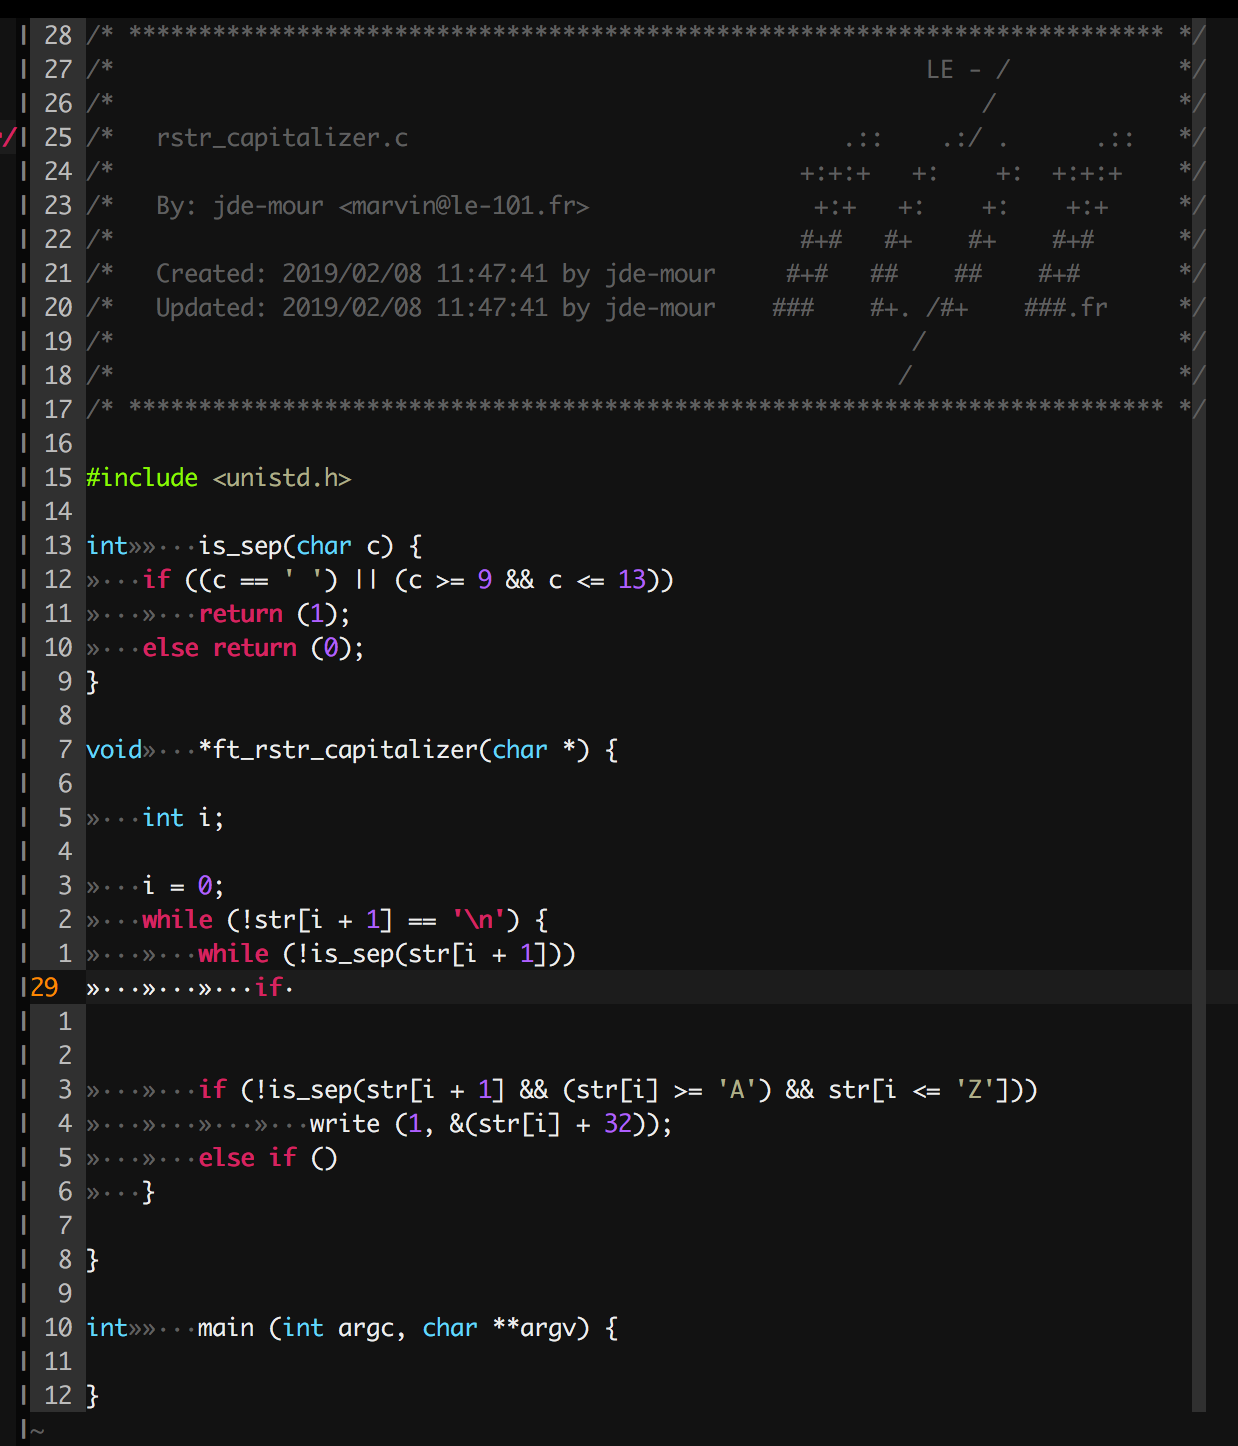 28 /* ************************************************************************** */
27 /*                                                          LE - /            */
26 /*                                                              /             */
r/ 25 /*   rstr_capitalizer.c                               .::    .:/ .      .::   */
24 /*                                                 +:+:+   +:    +:  +:+:+    */
23 /*   By: jde-mour <marvin@le-101.fr>                +:+   +:    +:    +:+     */
22 /*                                                 #+#   #+    #+    #+#      */
21 /*   Created: 2019/02/08 11:47:41 by jde-mour     #+#   ##    ##    #+#       */
20 /*   Updated: 2019/02/08 11:47:41 by jde-mour    ###    #+. /#+    ###.fr     */
19 /*                                                         /                  */
18 /*                                                        /                   */
17 /* ************************************************************************** */
16
15 #include <unistd.h>
14
13 int»»···is_sep(char c) {
12 »···if ((c == ' ') || (c >= 9 && c <= 13))
11 »···»···return (1);
10 »···else return (0);
9 }
8
7 void»···*ft_rstr_capitalizer(char *) {
6
5 »···int i;
4
3 »···i = 0;
2 »···while (!str[i + 1] == '\n') {
1 »···»···while (!is_sep(str[i + 1]))
29 »···»···»···if·
1
2
3 »···»···if (!is_sep(str[i + 1] && (str[i] >= 'A') && str[i <= 'Z']))
4 »···»···»···»···write (1, &(str[i] + 32));
5 »···»···else if ()
6 »···}
7
8 }
9
10 int»»···main (int argc, char **argv) {
11
12 }
~